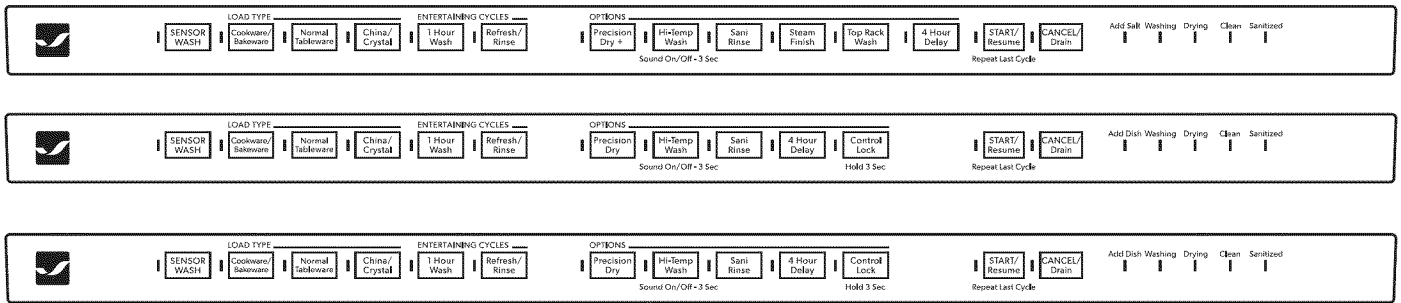 LOAD TYPE ENTERTAINING CYCLES OPTIONS
SENSOR WASH Cookware/ Bakeware Normal Tableware China/ Crystal 1 Hour Wash Refresh/ Rinse Precision Dry + Hi-Temp Wash Sani Rinse Steam Finish Top Rack Wash 4 Hour Delay START/ Resume CANCEL/ Drain Add Salt Washing Drying Clean Sanitized
Sound On/Off - 3 Sec Repeat Last Cycle
LOAD TYPE ENTERTAINING CYCLES OPTIONS
SENSOR WASH Cookware/ Bakeware Normal Tableware China/ Crystal 1 Hour Wash Refresh/ Rinse Precision Dry Hi-Temp Wash Sani Rinse 4 Hour Delay Control Lock START/ Resume CANCEL/ Drain Add Dish Washing Drying Clean Sanitized
Sound On/Off - 3 Sec Hold 3 Sec Repeat Last Cycle
LOAD TYPE ENTERTAINING CYCLES OPTIONS
SENSOR WASH Cookware/ Bakeware Normal Tableware China/ Crystal 1 Hour Wash Refresh/ Rinse Precision Dry Hi-Temp Wash Sani Rinse 4 Hour Delay Control Lock START/ Resume CANCEL/ Drain Add Dish Washing Drying Clean Sanitized
Sound On/Off - 3 Sec Hold 3 Sec Repeat Last Cycle